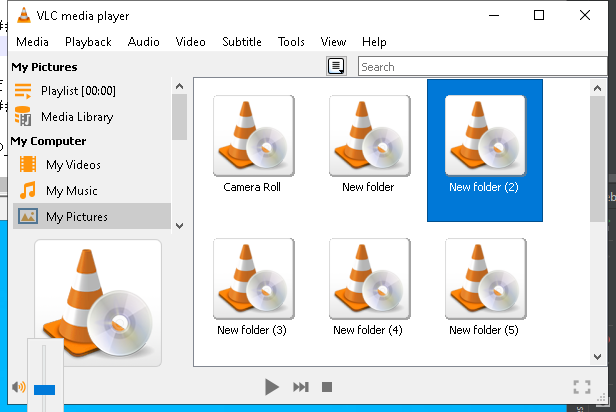 VLC media player
Media Playback Audio Video Subtitle Tools View Help
My Pictures
Playlist [00:00]
Media Library
My Computer
My Videos
My Music
My Pictures
Search
Camera Roll New folder New folder (2)
New folder (3) New folder (4) New folder (5)